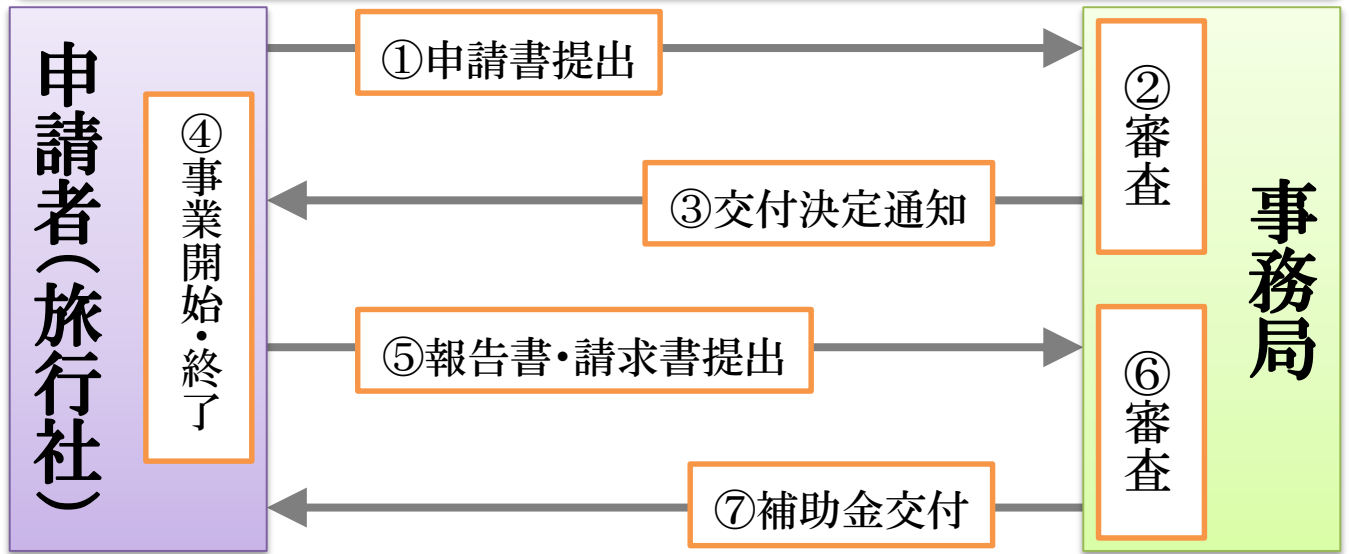 申請者(旅行社)
①申請書提出
②審査
③交付決定通知
④事業開始・終了
⑤報告書・請求書提出
⑥審査
⑦補助金交付
事務局